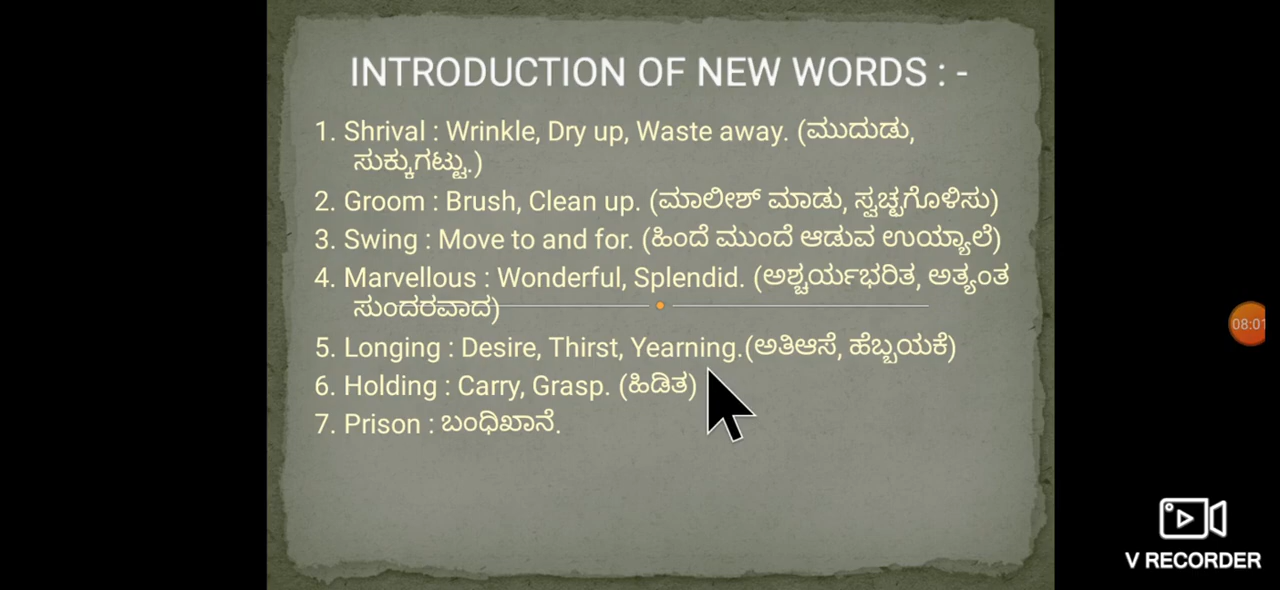 INTRODUCTION OF NEW WORDS : -
1. Shrival : Wrinkle, Dry up, Waste away. (ಮುದುಡು,
ಸುಕ್ಕುಗಟ್ಟು.)
2. Groom : Brush, Clean up. (ಮಾಲೀಶ್ ಮಾಡು, ಸ್ವಚ್ಛಗೊಳಿಸು)
3. Swing : Move to and for. (ಹಿಂದೆ ಮುಂದೆ ಆಡುವ ಉಯ್ಯಾಲೆ)
4. Marvellous : Wonderful, Splendid. (ಅಶ್ಚರ್ಯಭರಿತ, ಅತ್ಯಂತ
ಸುಂದರವಾದ)
5. Longing : Desire, Thirst, Yearning.(ಅತಿಆಸೆ, ಹೆಬ್ಬಯಕೆ)
6. Holding : Carry, Grasp. (ಹಿಡಿತ)
7. Prison : ಬಂಧಿಖಾನೆ.
08:01
V RECORDER